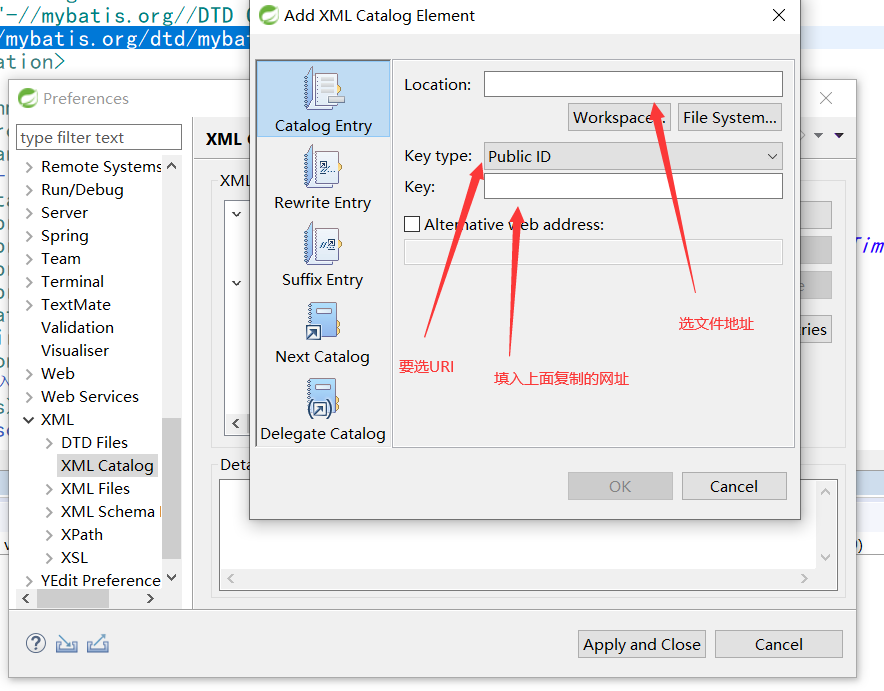 "-//mybatis.org//DTD
/mybatis.org/dtd/mybat
ation>
Add XML Catalog Element
Catalog Entry
Rewrite Entry
Suffix Entry
Next Catalog
Delegate Catalog
Location:
Workspace...
File System...
Key type:
Public ID
Key:
Alternative web address:
选文件地址
要选URI
填入上面复制的网址
OK
Cancel
Preferences
type filter text
Remote Systems
Run/Debug
Server
Spring
Team
Terminal
TextMate
Validation
Visualiser
Web
Web Services
XML
DTD Files
XML Catalog
XML Files
XML Schema
XPath
XSL
YEdit Preference
XML
XML
ries
Deta
Tim
Apply and Close
Cancel